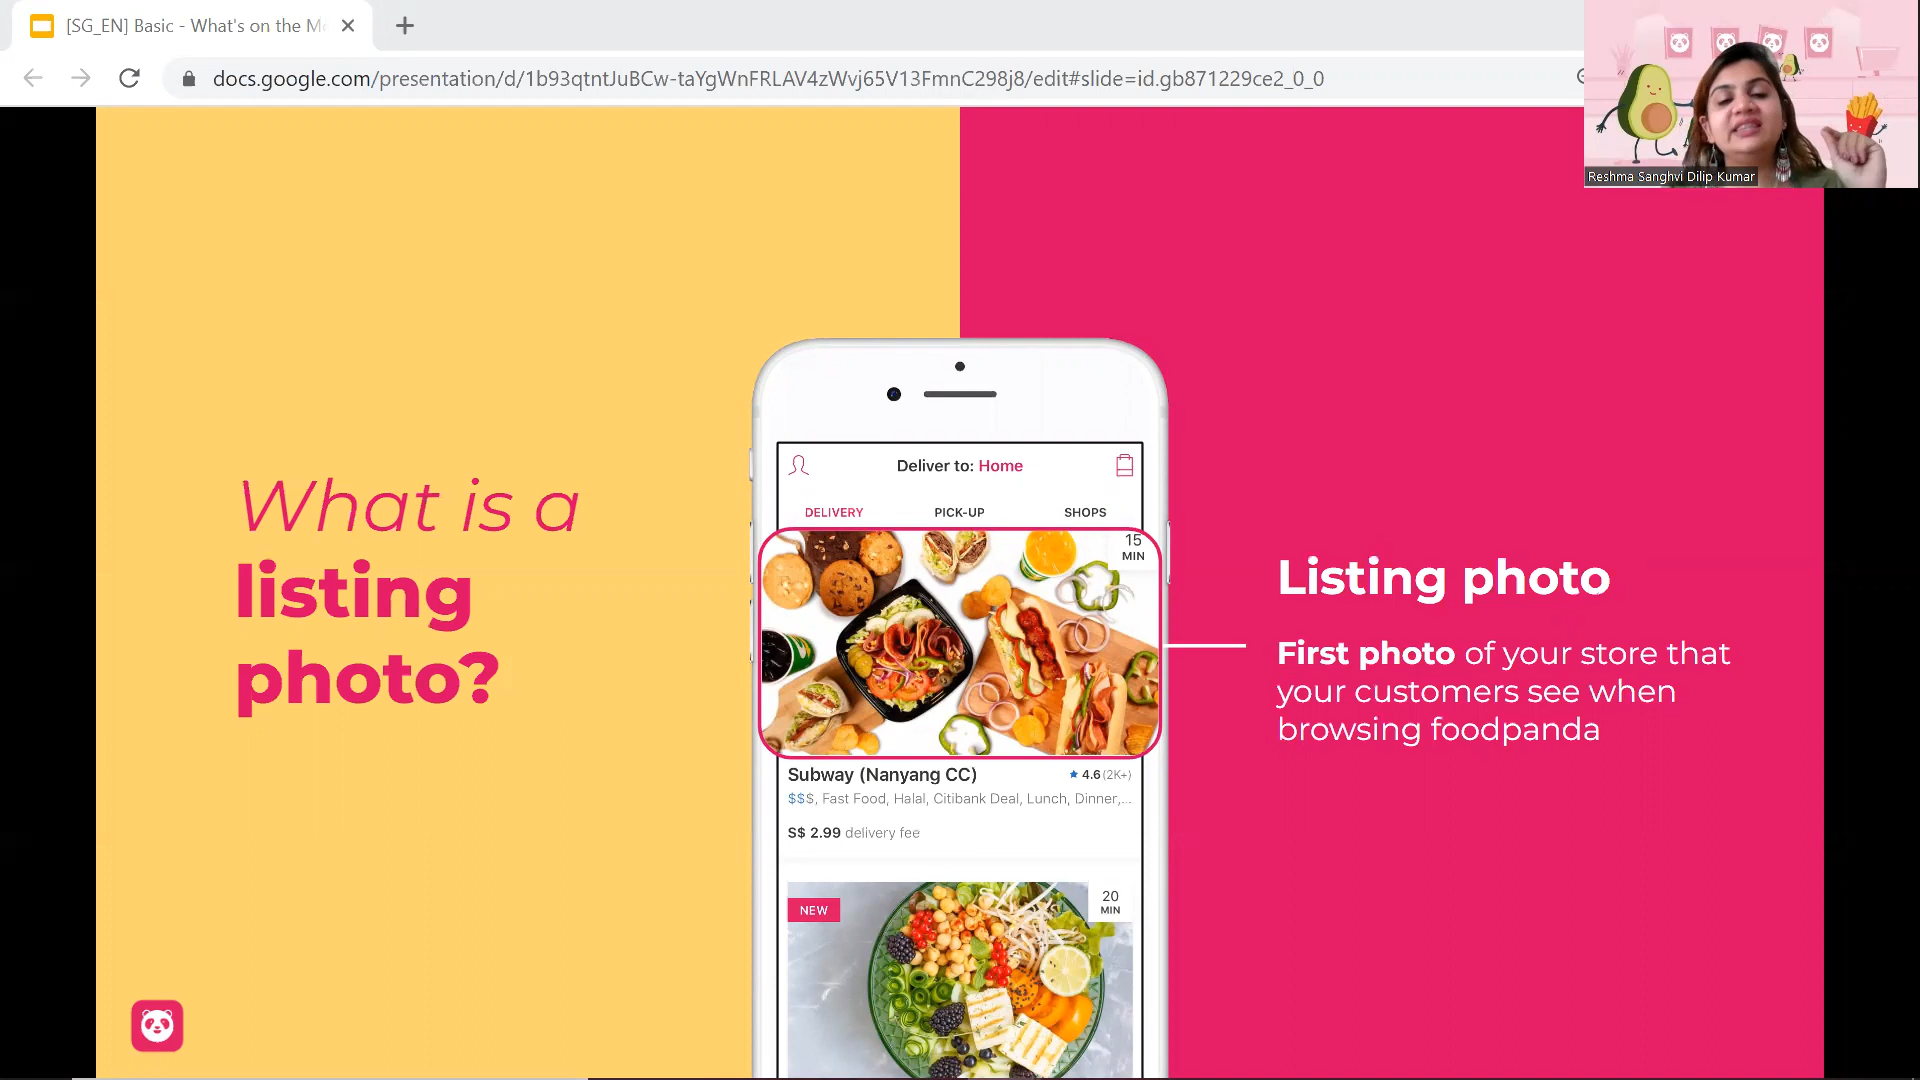 [SG_EN] Basic - What's on the M
docs.google.com/presentation/d/1b93qtntJuBCw-taYgWnFRLAV4zWvj65V13FmnC298j8/edit#slide=id.gb871229ce2_0_0
Reshma Sanghvi Dilip Kumar
What is a
listing
photo?
Deliver to: Home
DELIVERY PICK-UP SHOPS
15
MIN
Subway (Nanyang CC) 4.6 (2K+)
$$$, Fast Food, Halal, Citibank Deal, Lunch, Dinner,...
S$ 2.99 delivery fee
NEW
20
MIN
Listing photo
First photo of your store that
your customers see when
browsing foodpanda